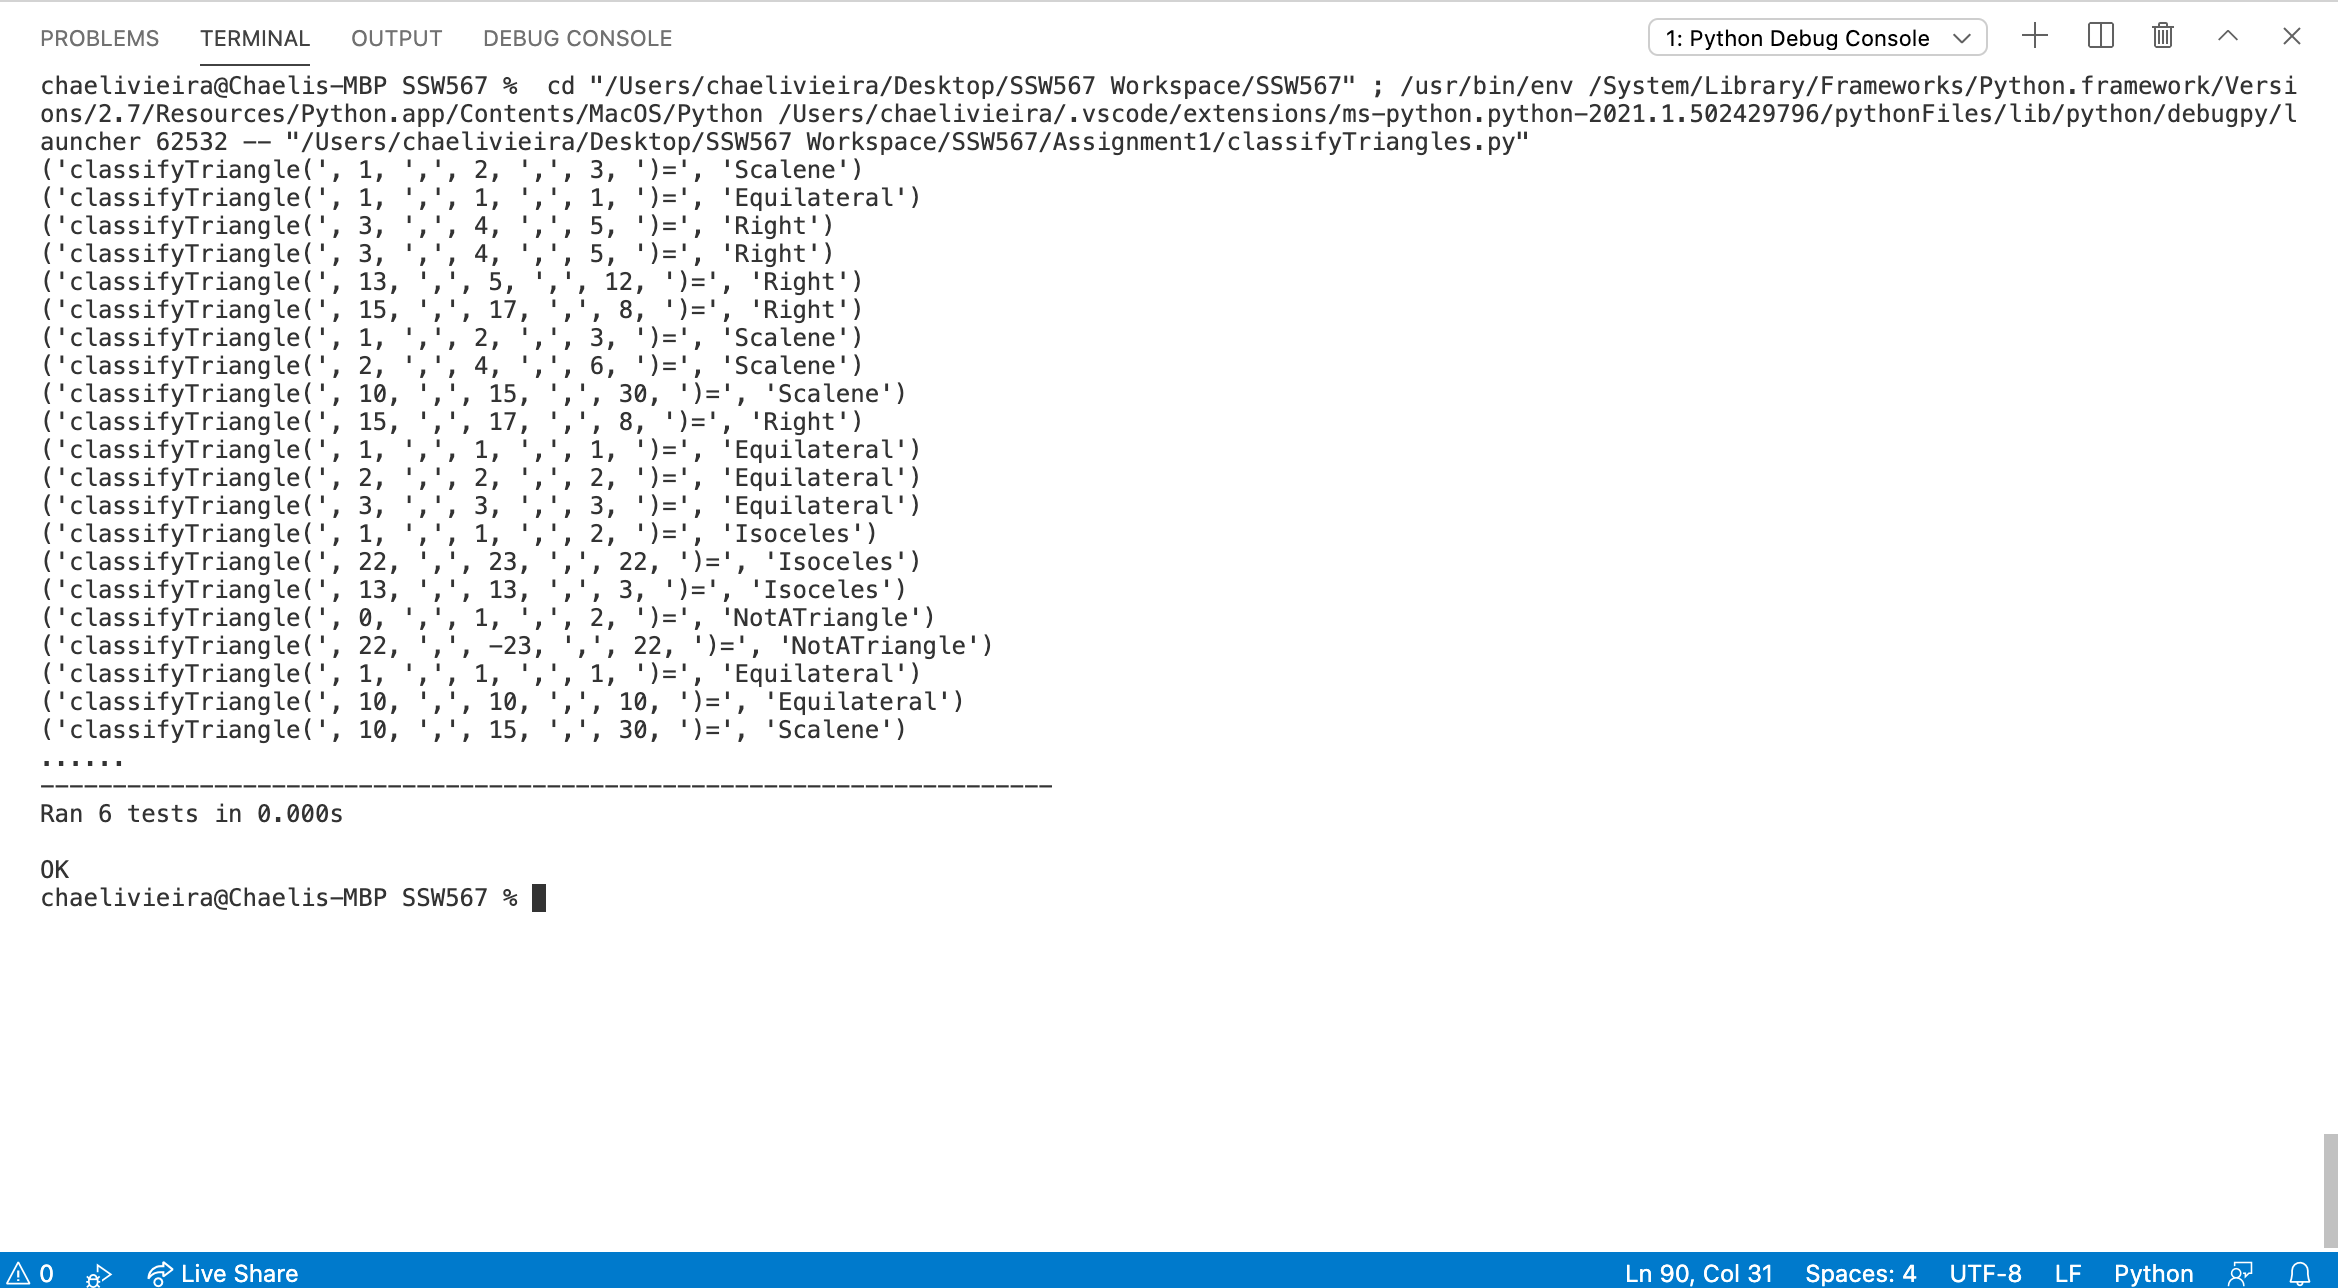 PROBLEMS TERMINAL OUTPUT DEBUG CONSOLE 1: Python Debug Console
chaelivieira@Chaelis-MBP SSW567 %  cd "/Users/chaelivieira/Desktop/SSW567 Workspace/SSW567" ; /usr/bin/env /System/Library/Frameworks/Python.framework/Versi
ons/2.7/Resources/Python.app/Contents/MacOS/Python /Users/chaelivieira/.vscode/extensions/ms-python.python-2021.1.502429796/pythonFiles/lib/python/debugpy/l
auncher 62532 -- "/Users/chaelivieira/Desktop/SSW567 Workspace/SSW567/Assignment1/classifyTriangles.py"
('classifyTriangle(', 1, ',', 2, ',', 3, ')=', 'Scalene')
('classifyTriangle(', 1, ',', 1, ',', 1, ')=', 'Equilateral')
('classifyTriangle(', 3, ',', 4, ',', 5, ')=', 'Right')
('classifyTriangle(', 3, ',', 4, ',', 5, ')=', 'Right')
('classifyTriangle(', 13, ',', 5, ',', 12, ')=', 'Right')
('classifyTriangle(', 15, ',', 17, ',', 8, ')=', 'Right')
('classifyTriangle(', 1, ',', 2, ',', 3, ')=', 'Scalene')
('classifyTriangle(', 2, ',', 4, ',', 6, ')=', 'Scalene')
('classifyTriangle(', 10, ',', 15, ',', 30, ')=', 'Scalene')
('classifyTriangle(', 15, ',', 17, ',', 8, ')=', 'Right')
('classifyTriangle(', 1, ',', 1, ',', 1, ')=', 'Equilateral')
('classifyTriangle(', 2, ',', 2, ',', 2, ')=', 'Equilateral')
('classifyTriangle(', 3, ',', 3, ',', 3, ')=', 'Equilateral')
('classifyTriangle(', 1, ',', 1, ',', 2, ')=', 'Isoceles')
('classifyTriangle(', 22, ',', 23, ',', 22, ')=', 'Isoceles')
('classifyTriangle(', 13, ',', 13, ',', 3, ')=', 'Isoceles')
('classifyTriangle(', 0, ',', 1, ',', 2, ')=', 'NotATriangle')
('classifyTriangle(', 22, ',', -23, ',', 22, ')=', 'NotATriangle')
('classifyTriangle(', 1, ',', 1, ',', 1, ')=', 'Equilateral')
('classifyTriangle(', 10, ',', 10, ',', 10, ')=', 'Equilateral')
('classifyTriangle(', 10, ',', 15, ',', 30, ')=', 'Scalene')
......
----------------------------------------------------------------------
Ran 6 tests in 0.000s
OK
chaelivieira@Chaelis-MBP SSW567 %
0 Live Share Ln 90, Col 31 Spaces: 4 UTF-8 LF Python